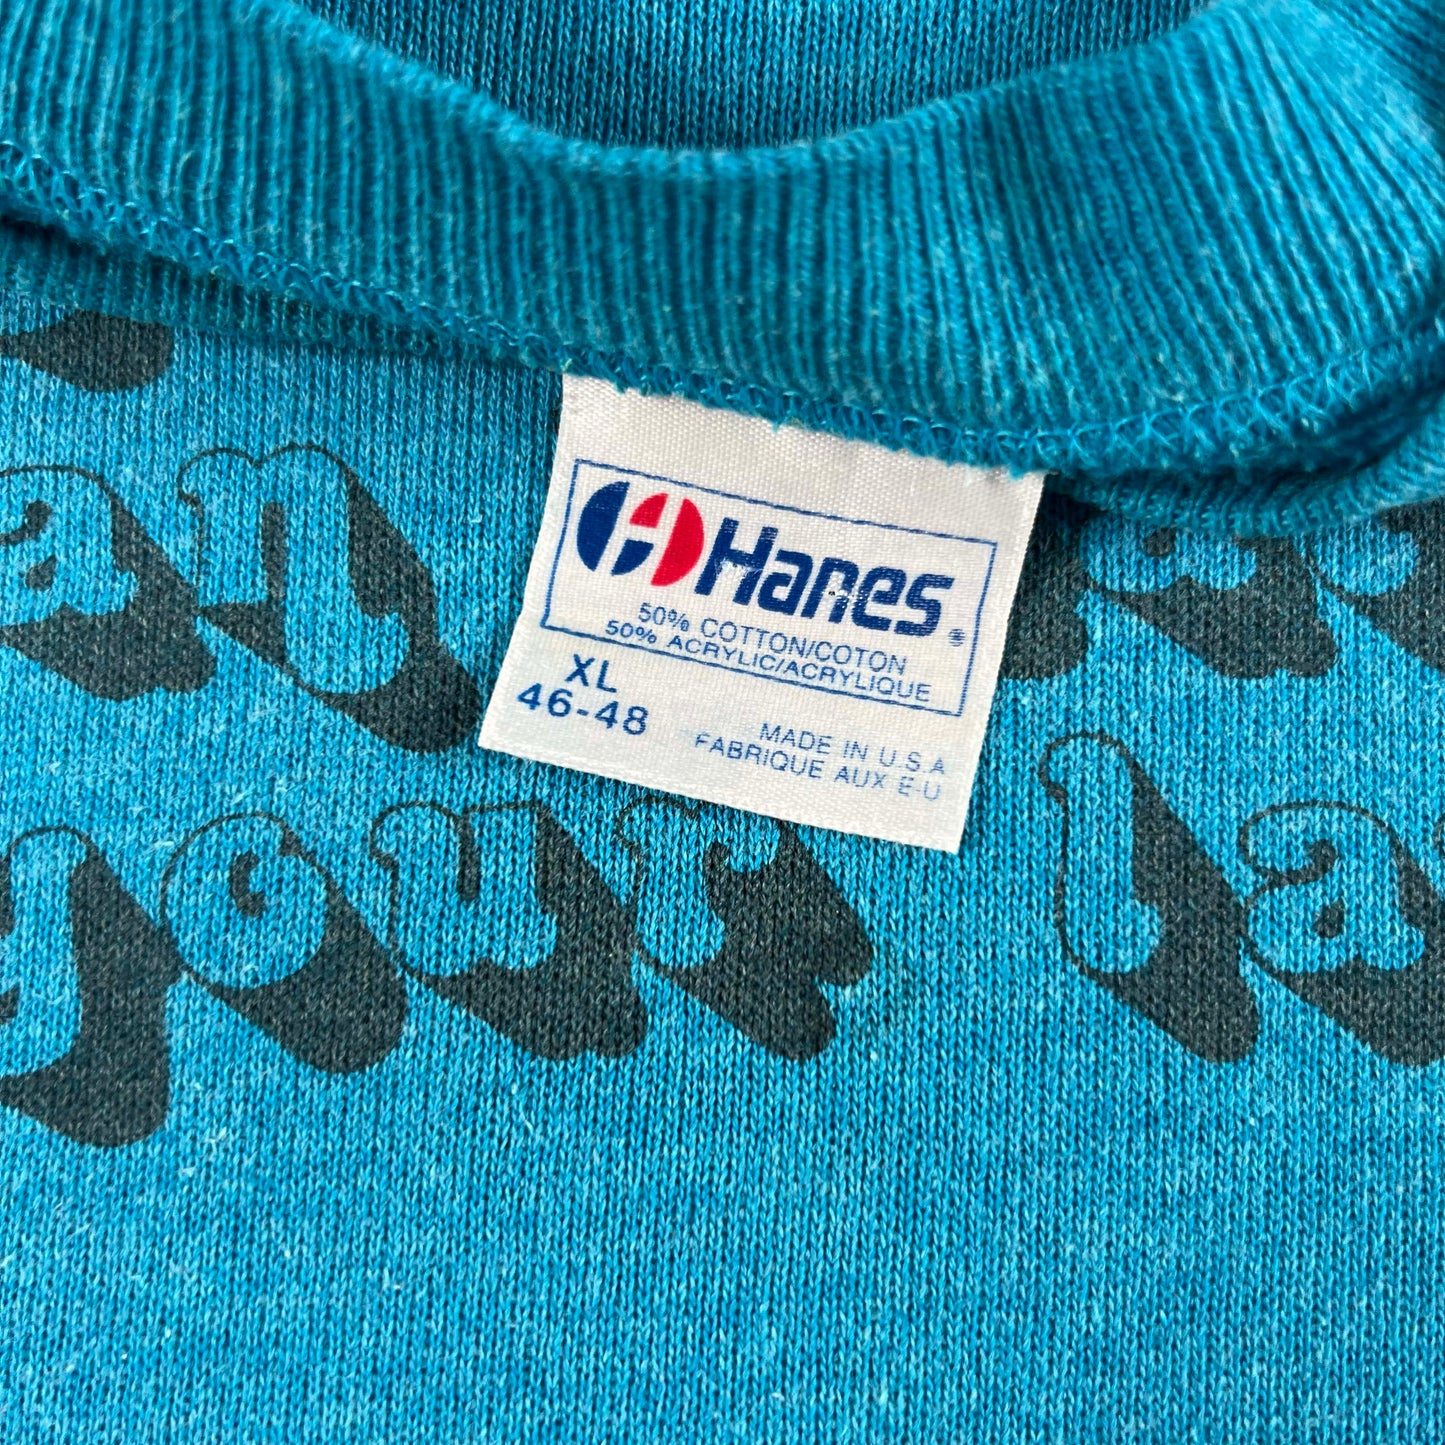 an
your la
Hanes
50% COTTON/COTON
50% ACRYLIC/ACRYLIQUE
XL
46-48
MADE IN U.S.A
FABRIQUE AUX E-U